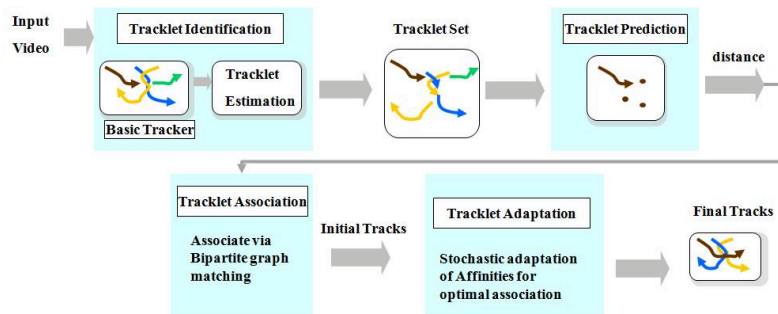 Input
Video
Tracklet Identification
Tracklet
Estimation
Basic Tracker
Tracklet Set
Tracklet Prediction
distance
Tracklet Association
Associate via
Bipartite graph
matching
Initial Tracks
Tracklet Adaptation
Stochastic adaptation
of Affinities for
optimal association
Final Tracks